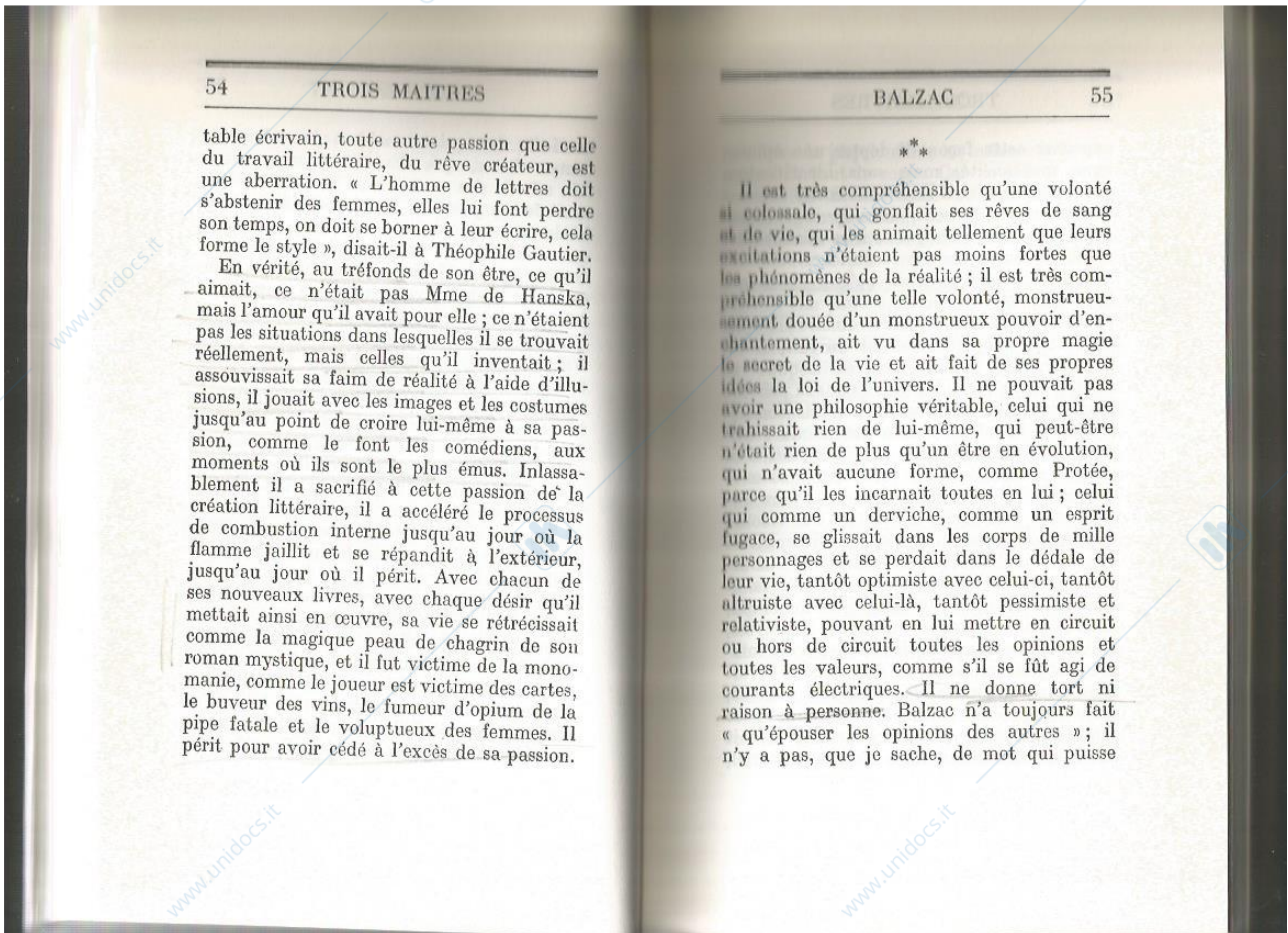 54 TROIS MAITRES
table écrivain, toute autre passion que celle
du travail littéraire, du rêve créateur, est
une aberration. « L'homme de lettres doit
s'abstenir des femmes, elles lui font perdre
son temps, on doit se borner à leur écrire, cela
forme le style », disait-il à Théophile Gautier.
En vérité, au tréfonds de son être, ce qu'il
aimait, ce n'était pas Mme de Hanska,
mais l'amour qu'il avait pour elle ; ce n'étaient
pas les situations dans lesquelles il se trouvait
réellement, mais celles qu'il inventait ; il
assouvissait sa faim de réalité à l'aide d'illu-
sions, il jouait avec les images et les costumes
jusqu'au point de croire lui-même à sa pas-
sion, comme le font les comédiens, aux
moments où ils sont le plus émus. Inlassa-
blement il a sacrifié à cette passion de la
création littéraire, il a accéléré le processus
de combustion interne jusqu'au jour où la
flamme jaillit et se répandit à l'extérieur,
jusqu'au jour où il périt. Avec chacun de
ses nouveaux livres, avec chaque désir qu'il
mettait ainsi en œuvre, sa vie se rétrécissait
comme la magique peau de chagrin de son
roman mystique, et il fut victime de la mono-
manie, comme le joueur est victime des cartes,
le buveur des vins, le fumeur d'opium de la
pipe fatale et le voluptueux des femmes. Il
périt pour avoir cédé à l'excès de sa passion.
BALZAC 55
***
Il est très compréhensible qu'une volonté
si colossale, qui gonflait ses rêves de sang
et de vie, qui les animait tellement que leurs
excitations n'étaient pas moins fortes que
les phénomènes de la réalité ; il est très com-
préhensible qu'une telle volonté, monstrueu-
sement douée d'un monstrueux pouvoir d'en-
chantement, ait vu dans sa propre magie
le secret de la vie et ait fait de ses propres
idées la loi de l'univers. Il ne pouvait pas
avoir une philosophie véritable, celui qui ne
trahissait rien de lui-même, qui peut-être
n'était rien de plus qu'un être en évolution,
qui n'avait aucune forme, comme Protée,
parce qu'il les incarnait toutes en lui ; celui
qui comme un derviche, comme un esprit
fugace, se glissait dans les corps de mille
personnages et se perdait dans le dédale de
leur vie, tantôt optimiste avec celui-ci, tantôt
altruiste avec celui-là, tantôt pessimiste et
relativiste, pouvant en lui mettre en circuit
ou hors de circuit toutes les opinions et
toutes les valeurs, comme s'il se fût agi de
courants électriques. Il ne donne tort ni
raison à personne. Balzac n'a toujours fait
« qu'épouser les opinions des autres » ; il
n'y a pas, que je sache, de mot qui puisse
www.unidocs.it
www.unidocs.it
www.unidocs.it
www.unidocs.it